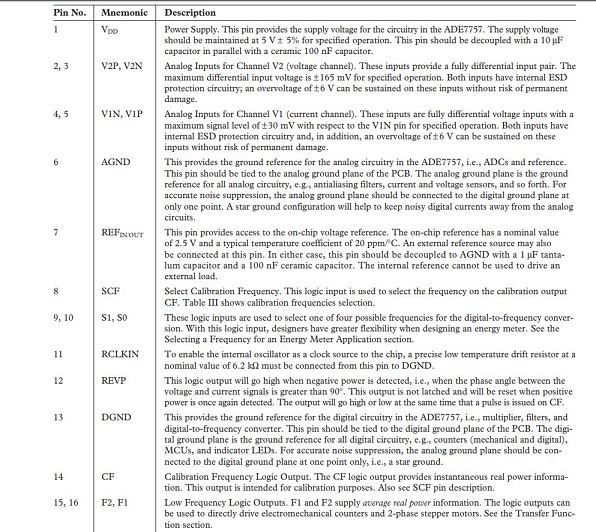 Pin No. Mnemonic Description
1 VDD Power Supply. This pin provides the supply voltage for the circuitry in the ADE7757. The supply voltage
should be maintained at 5 V ± 5% for specified operation. This pin should be decoupled with a 10 µF
capacitor in parallel with a ceramic 100 nF capacitor.
2, 3 V2P, V2N Analog Inputs for Channel V2 (voltage channel). These inputs provide a fully differential input pair. The
maximum differential input voltage is ±165 mV for specified operation. Both inputs have internal ESD
protection circuitry; an overvoltage of ±6 V can be sustained on these inputs without risk of permanent
damage.
4, 5 V1N, V1P Analog Inputs for Channel V1 (current channel). These inputs are fully differential voltage inputs with a
maximum signal level of ±30 mV with respect to the V1N pin for specified operation. Both inputs have
internal ESD protection circuitry and, in addition, an overvoltage of ±6 V can be sustained on these
inputs without risk of permanent damage.
6 AGND This provides the ground reference for the analog circuitry in the ADE7757, i.e., ADCs and reference.
This pin should be tied to the analog ground plane of the PCB. The analog ground plane is the ground
reference for all analog circuitry, e.g., antialiasing filters, current and voltage sensors, and so forth. For
accurate noise suppression, the analog ground plane should be connected to the digital ground plane at
only one point. A star ground configuration will help to keep noisy digital currents away from the analog
circuits.
7 REFIN/OUT This pin provides access to the on-chip voltage reference. The on-chip reference has a nominal value
of 2.5 V and a typical temperature coefficient of 20 ppm/°C. An external reference source may also
be connected at this pin. In either case, this pin should be decoupled to AGND with a 1 µF tanta-
lum capacitor and a 100 nF ceramic capacitor. The internal reference cannot be used to drive an
external load.
8 SCF Select Calibration Frequency. This logic input is used to select the frequency on the calibration output
CF. Table III shows calibration frequencies selection.
9, 10 S1, S0 These logic inputs are used to select one of four possible frequencies for the digital-to-frequency conver-
sion. With this logic input, designers have greater flexibility when designing an energy meter. See the
Selecting a Frequency for an Energy Meter Application section.
11 RCLKIN To enable the internal oscillator as a clock source to the chip, a precise low temperature drift resistor at a
nominal value of 6.2 kΩ must be connected from this pin to DGND.
12 REVP This logic output will go high when negative power is detected, i.e., when the phase angle between the
voltage and current signals is greater than 90°. This output is not latched and will be reset when positive
power is once again detected. The output will go high or low at the same time that a pulse is issued on CF.
13 DGND This provides the ground reference for the digital circuitry in the ADE7757, i.e., multiplier, filters, and
digital-to-frequency converter. This pin should be tied to the digital ground plane of the PCB. The digi-
tal ground plane is the ground reference for all digital circuitry, e.g., counters (mechanical and digital),
MCUs, and indicator LEDs. For accurate noise suppression, the analog ground plane should be con-
nected to the digital ground plane at one point only, i.e., a star ground.
14 CF Calibration Frequency Logic Output. The CF logic output provides instantaneous real power informa-
tion. This output is intended for calibration purposes. Also see SCF pin description.
15, 16 F2, F1 Low Frequency Logic Outputs. F1 and F2 supply average real power information. The logic outputs can
be used to directly drive electromechanical counters and 2-phase stepper motors. See the Transfer Func-
tion section.